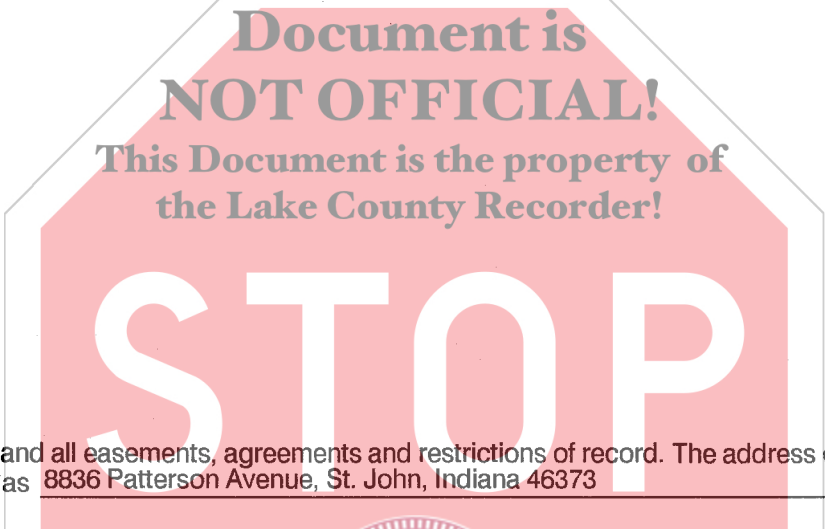 Document is
NOT OFFICIAL!
This Document is the property of
the Lake County Recorder!
STOP
and all easements, agreements and restrictions of record. The address
as 8836 Patterson Avenue, St. John, Indiana 46373